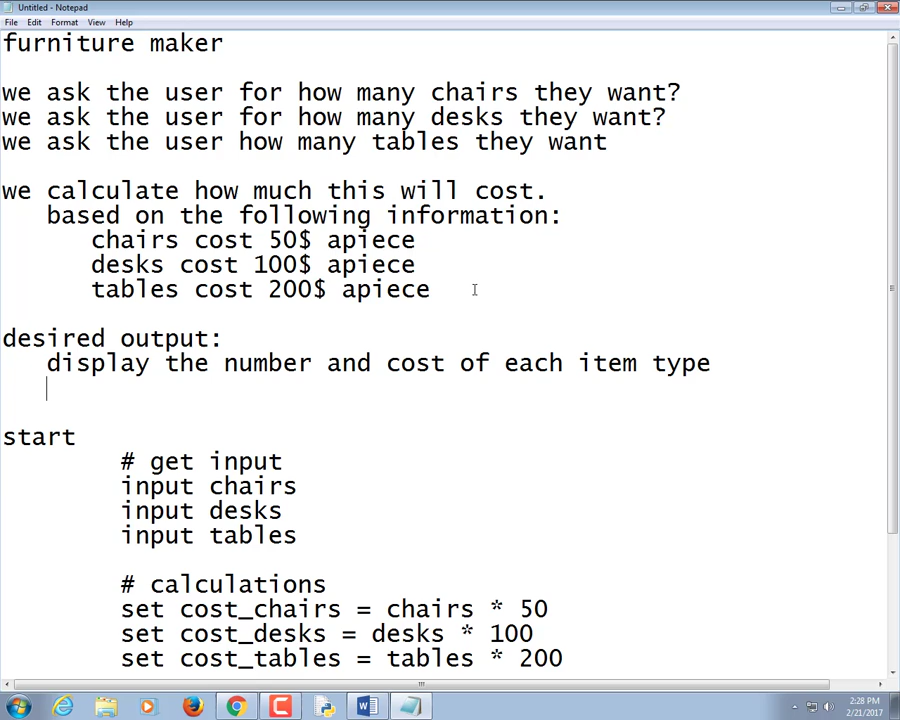 Untitled - Notepad
File Edit Format View Help
furniture maker
we ask the user for how many chairs they want?
we ask the user for how many desks they want?
we ask the user how many tables they want
we calculate how much this will cost.
based on the following information:
chairs cost 50$ apiece
desks cost 100$ apiece
tables cost 200$ apiece
desired output:
display the number and cost of each item type
start
# get input
input chairs
input desks
input tables
# calculations
set cost_chairs = chairs * 50
set cost_desks = desks * 100
set cost_tables = tables * 200
2:28 PM
2/21/2017